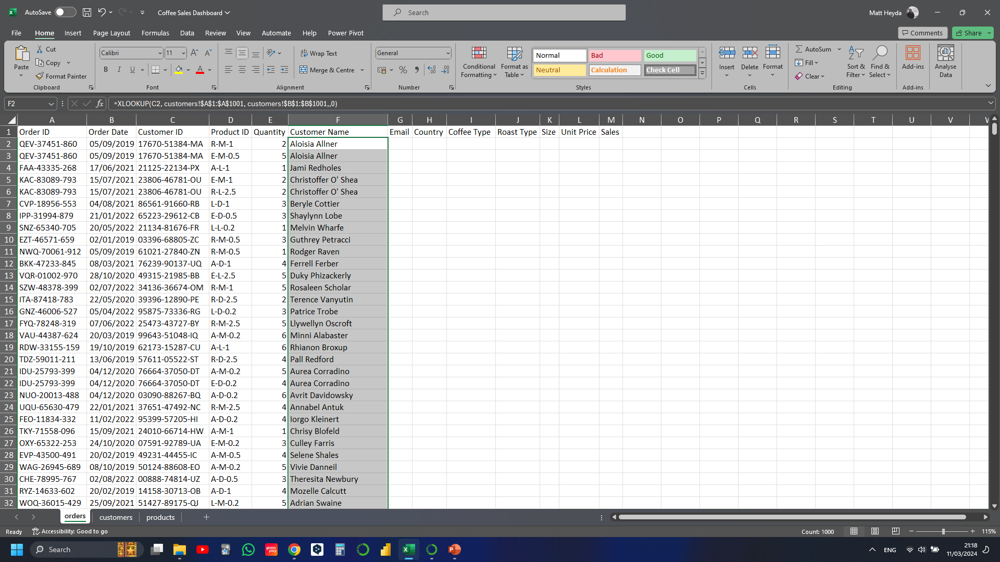 AutoSave
Coffee Sales Dashboard
Search
Matt Heyda
File Home Insert Page Layout Formulas Data Review View Automate Help Power Pivot
Comments Share
Paste Cut Copy Format Painter Clipboard
Calibri 11 B I U A Font
Wrap Text Merge & Centre Alignment
General % Number
Conditional Formatting Format as Table
Normal Bad Good
Neutral Calculation Check Cell
Styles
Insert Delete Format Cells
AutoSum Fill Clear Sort & Filter Find & Select Editing
Add-ins Add-ins
Analyse Data
F2 fx =XLOOKUP(C2, customers!$A$1:$A$1001, customers!$B$1:$B$1001,,0)
A B C D E F G H I J K L M N O P Q R S T U V
1 Order ID Order Date Customer ID Product ID Quantity Customer Name Email Country Coffee Type Roast Type Size Unit Price Sales
2 QEV-37451-860 05/09/2019 17670-51384-MA R-M-1 2 Aloisia Allner
3 QEV-37451-860 05/09/2019 17670-51384-MA E-M-0.5 5 Aloisia Allner
4 FAA-43335-268 17/06/2021 21125-22134-PX A-L-1 1 Jami Redholes
5 KAC-83089-793 15/07/2021 23806-46781-OU E-M-1 2 Christoffer O' Shea
6 KAC-83089-793 15/07/2021 23806-46781-OU R-L-2.5 2 Christoffer O' Shea
7 CVP-18956-553 04/08/2021 86561-91660-RB L-D-1 3 Beryle Cottier
8 IPP-31994-879 21/01/2022 65223-29612-CB E-D-0.5 3 Shaylynn Lobe
9 SNZ-65340-705 20/05/2022 21134-81676-FR L-L-0.2 1 Melvin Wharfe
10 EZT-46571-659 02/01/2019 03396-68805-ZC R-M-0.5 3 Guthrey Petracci
11 NWQ-70061-912 05/09/2019 61021-27840-ZN R-M-0.5 1 Rodger Raven
12 BKK-47233-845 08/03/2021 76239-90137-UQ A-D-1 4 Ferrell Ferber
13 VQR-01002-970 28/10/2020 49315-21985-BB E-L-2.5 5 Duky Phizackerly
14 SZW-48378-399 02/07/2022 34136-36674-OM R-M-1 5 Rosaleen Scholar
15 ITA-87418-783 22/05/2020 39396-12890-PE R-D-2.5 2 Terence Vanyutin
16 GNZ-46006-527 05/04/2022 95875-73336-RG L-D-0.2 3 Patrice Trobe
17 FYQ-78248-319 07/06/2022 25473-43727-BY R-M-2.5 5 Llywellyn Oscroft
18 VAU-44387-624 20/03/2019 99643-51048-IQ A-M-0.2 6 Minni Alabaster
19 RDW-33155-159 19/10/2019 62173-15287-CU A-L-1 6 Rhianon Broxup
20 TDZ-59011-211 13/06/2019 57611-05522-ST R-D-2.5 4 Pall Redford
21 IDU-25793-399 04/12/2020 76664-37050-DT A-M-0.2 5 Aurea Corradino
22 IDU-25793-399 04/12/2020 76664-37050-DT E-D-0.2 4 Aurea Corradino
23 NUO-20013-488 04/12/2020 03090-88267-BQ A-D-0.2 6 Avrit Davidowsky
24 UQU-65630-479 22/01/2021 37651-47492-NC R-M-2.5 4 Annabel Antuk
25 FEO-11834-332 11/02/2022 95399-57205-HI A-D-0.2 4 Iorgo Kleinert
26 TKY-71558-096 15/09/2021 24010-66714-HW A-M-1 1 Chrisy Blofeld
27 OXY-65322-253 24/10/2020 07591-92789-UA E-M-0.2 3 Culley Farris
28 EVP-43500-491 20/02/2019 49231-44455-IC A-M-0.5 4 Selene Shales
29 WAG-26945-689 08/10/2019 50124-88608-EO A-M-0.2 5 Vivie Danneil
30 CHE-78995-767 02/08/2022 00888-74814-UZ A-D-0.5 3 Theresita Newbury
31 RYZ-14633-602 20/02/2019 14158-30713-OB A-D-1 4 Mozelle Calcutt
32 WOQ-36015-429 25/09/2021 51427-89175-QJ L-M-0.2 5 Adrian Swaine
orders customers products
Ready Accessibility: Good to go Count: 1000 115%
Search
globo play
ENG
21:18
11/03/2024